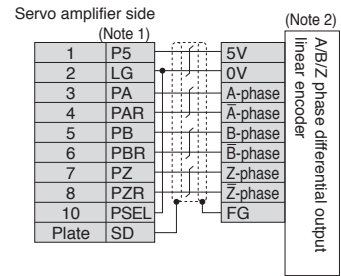 Servo amplifier side
(Note 1)
(Note 2)
1 P5 5V
2 LG 0V
3 PA A-phase
4 PAR A̅-phase
5 PB B-phase
6 PBR B̅-phase
7 PZ Z-phase
8 PZR Z̅-phase
10 PSEL FG
Plate SD
A/B/Z phase differential output
linear encoder